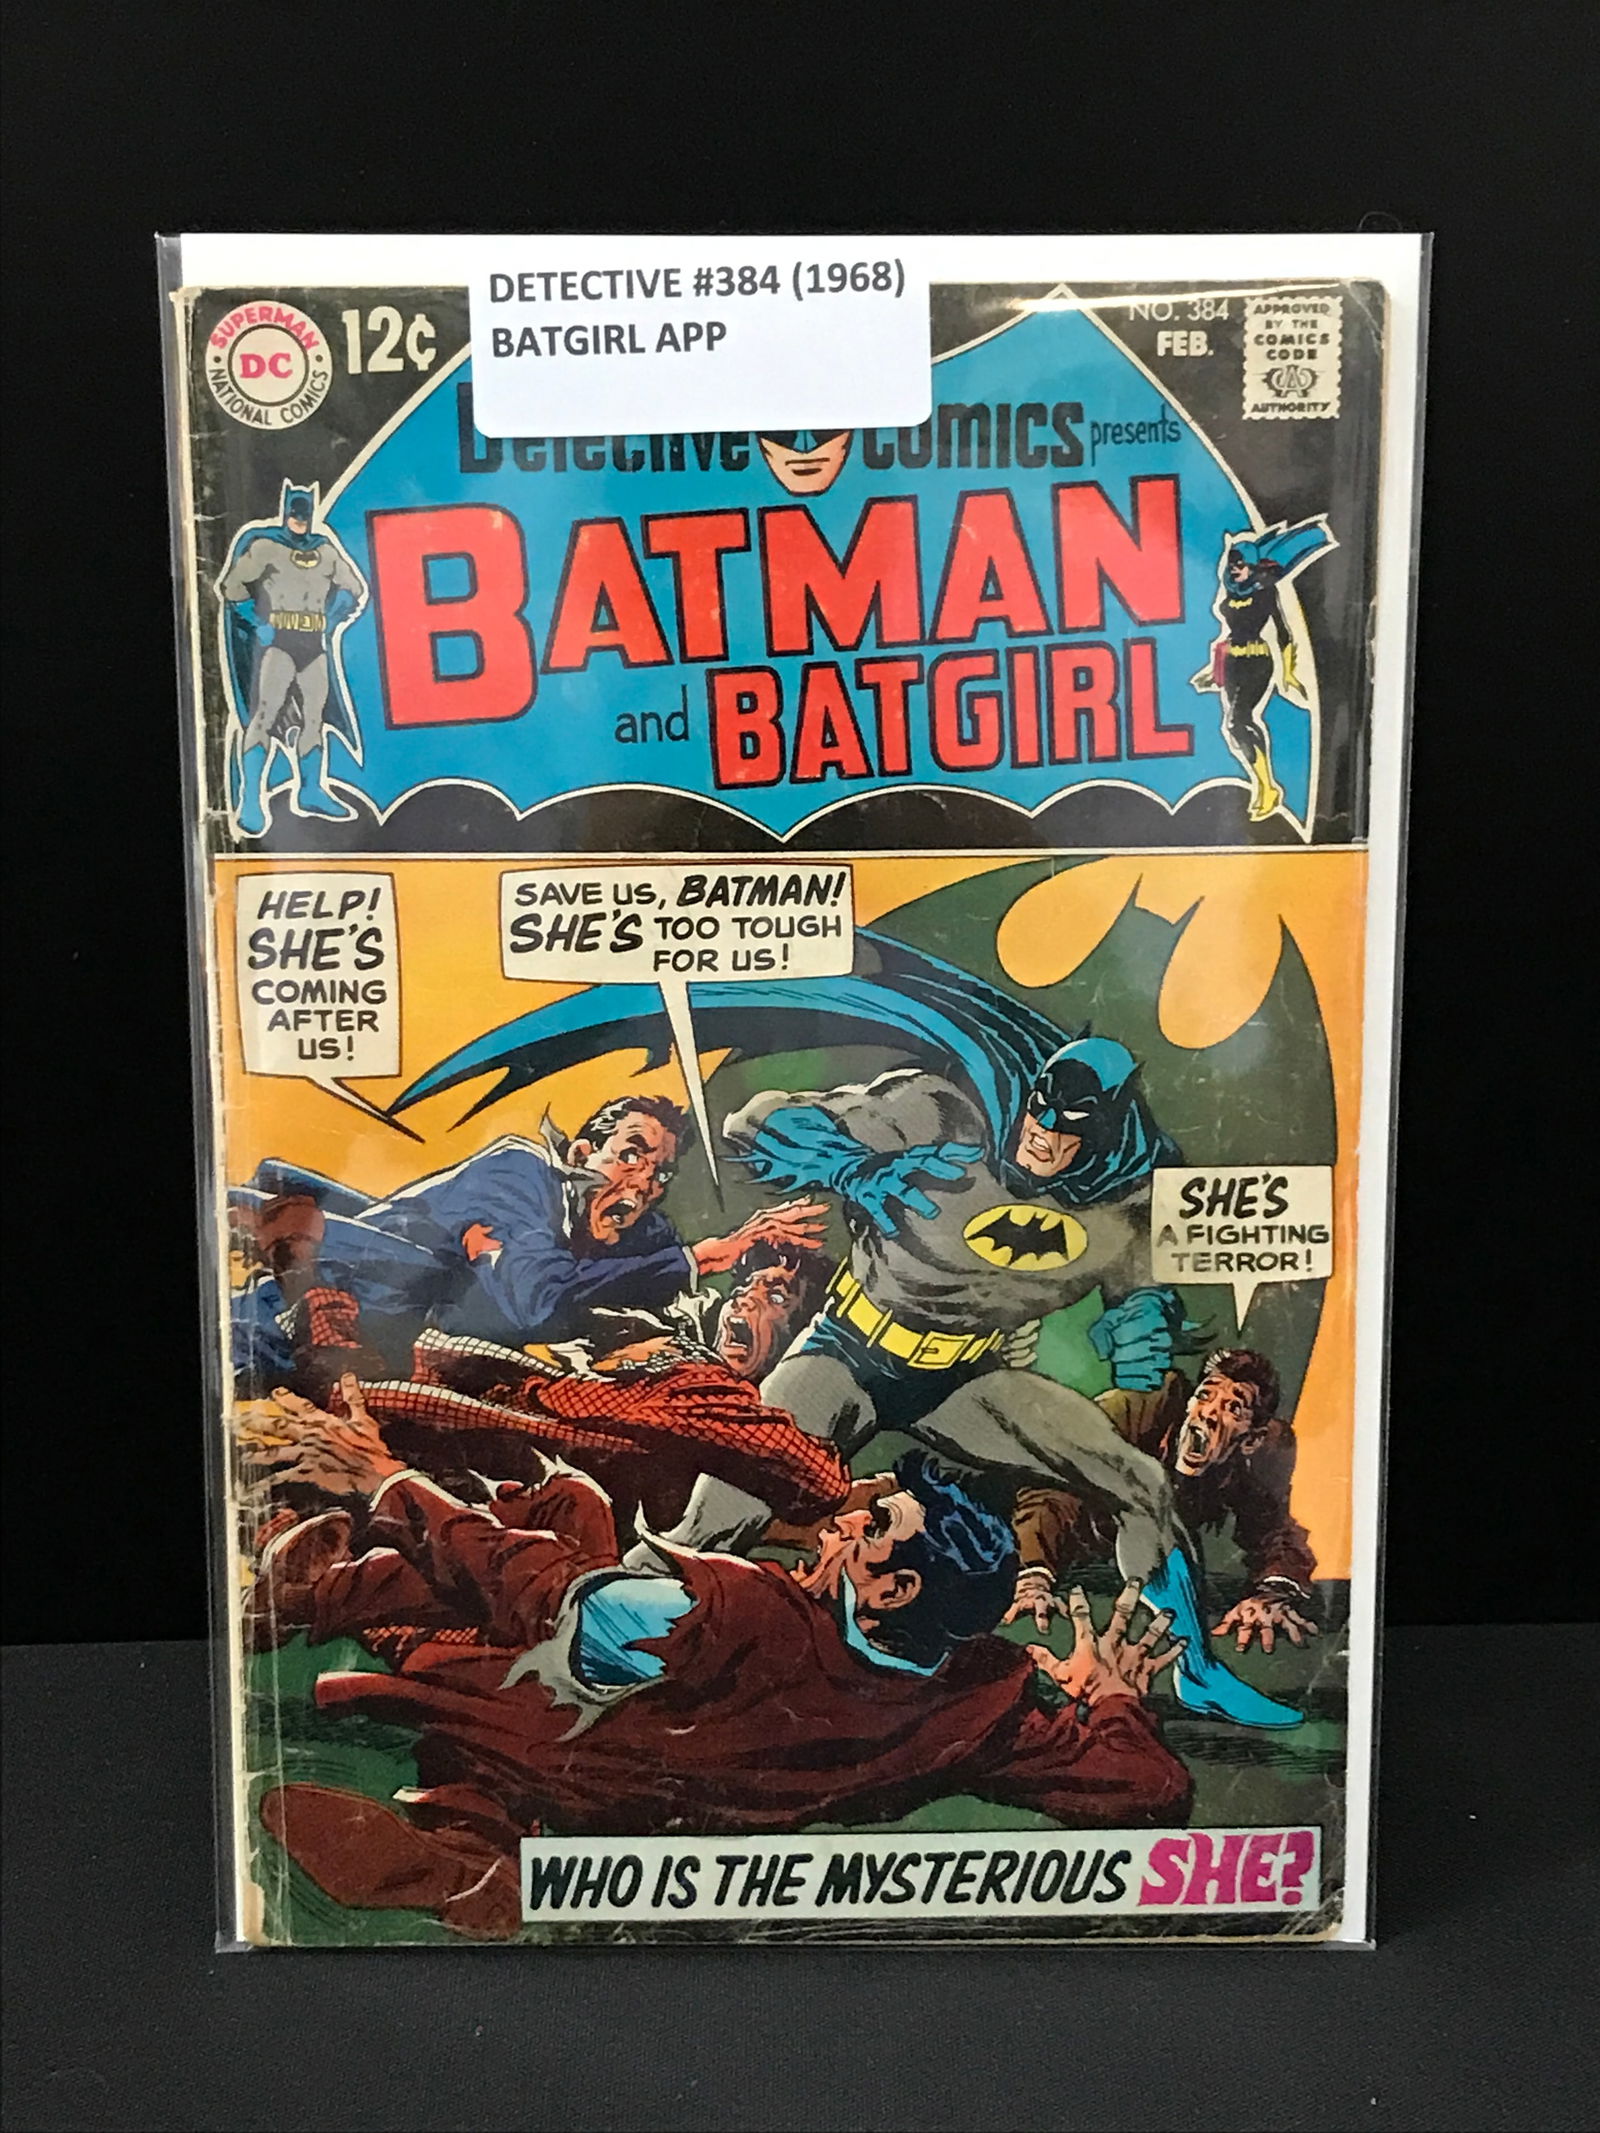 DETECTIVE #384 (1968)
BATGIRL APP
SUPERMAN
DC
NATIONAL COMICS
12¢
NO. 384
FEB.
APPROVED
BY THE
COMICS
CODE
AUTHORITY
Detective Comics presents
BATMAN
and BATGIRL
HELP!
SHE'S
COMING
AFTER
US!
SAVE US, BATMAN!
SHE'S TOO TOUGH
FOR US!
SHE'S
A FIGHTING
TERROR!
WHO IS THE MYSTERIOUS SHE?